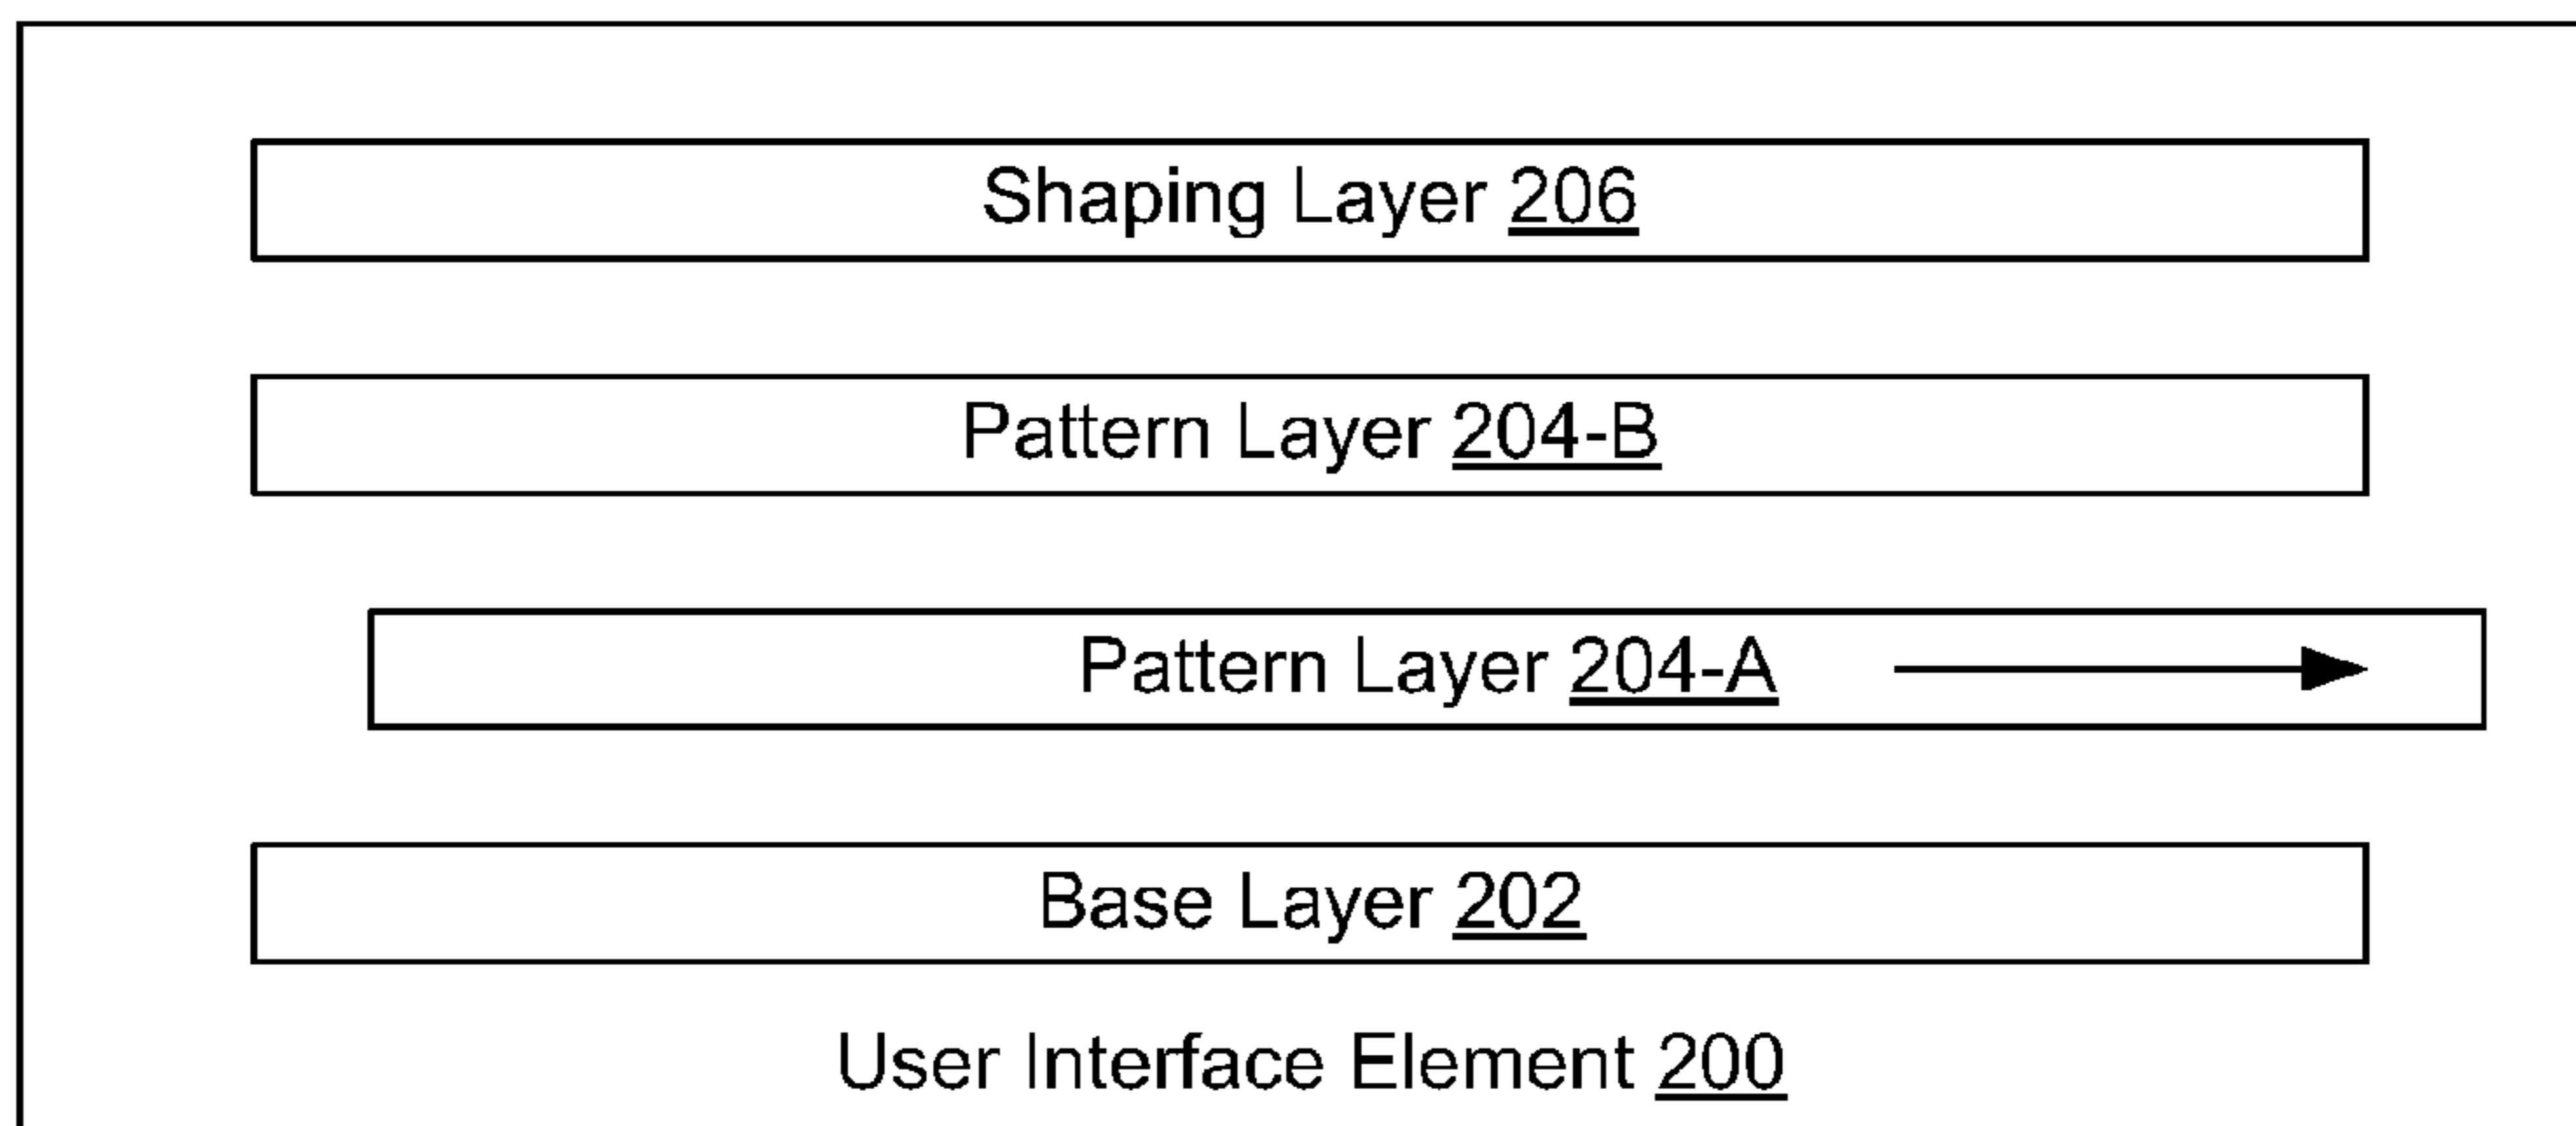 Shaping Layer 206
Pattern Layer 204-B
Pattern Layer 204-A
Base Layer 202
User Interface Element 200